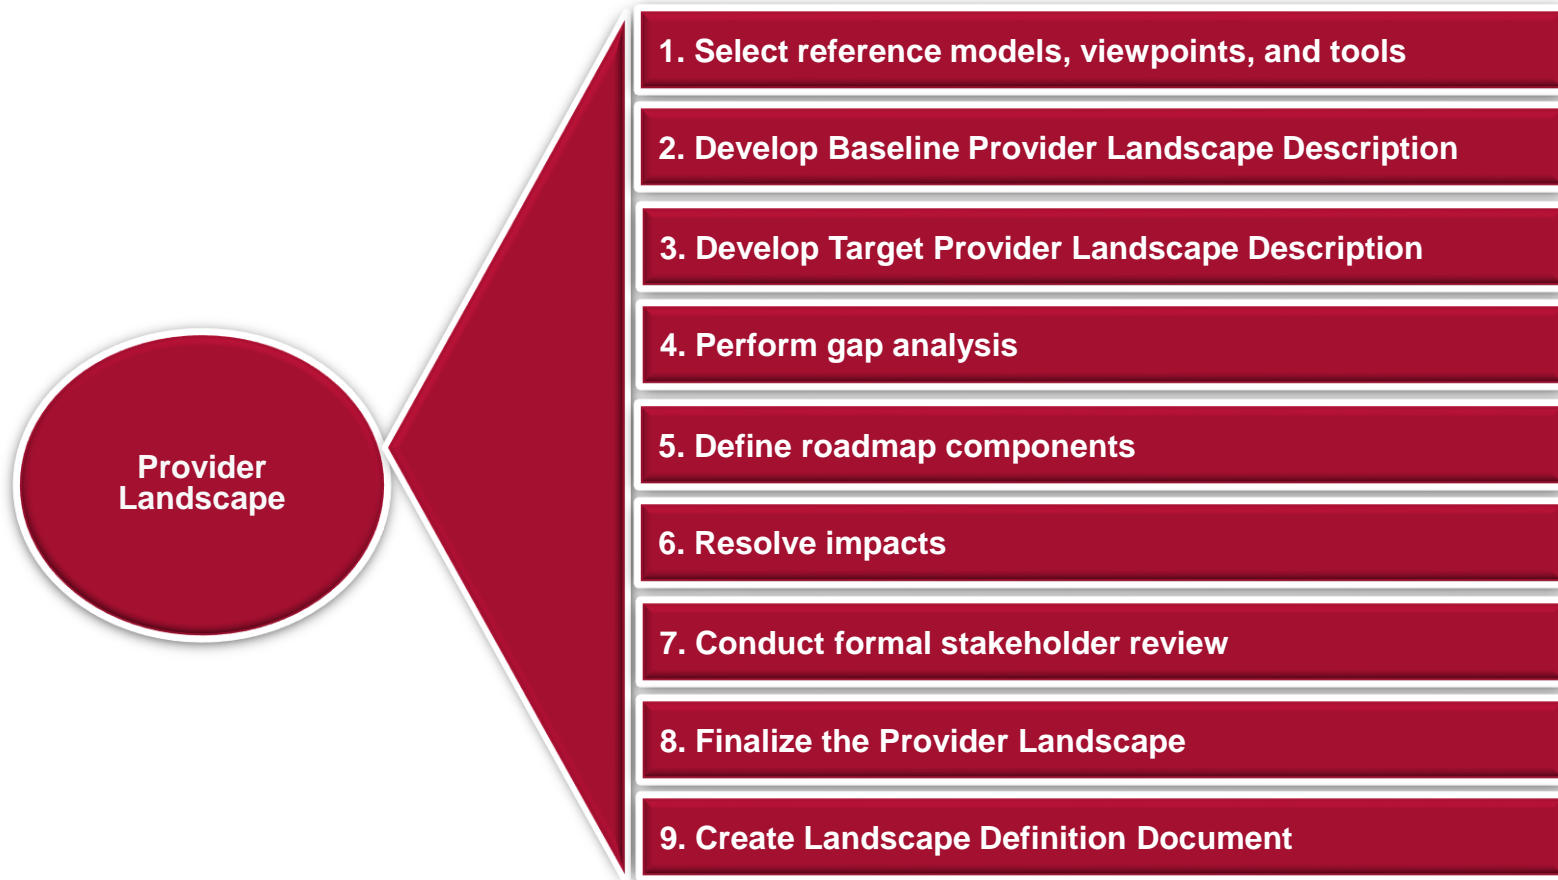 1. Select reference models, viewpoints, and tools
2. Develop Baseline Provider Landscape Description
3. Develop Target Provider Landscape Description
4. Perform gap analysis
5. Define roadmap components
Provider
Landscape
6. Resolve impacts
7. Conduct formal stakeholder review
8. Finalize the Provider Landscape
9. Create Landscape Definition Document